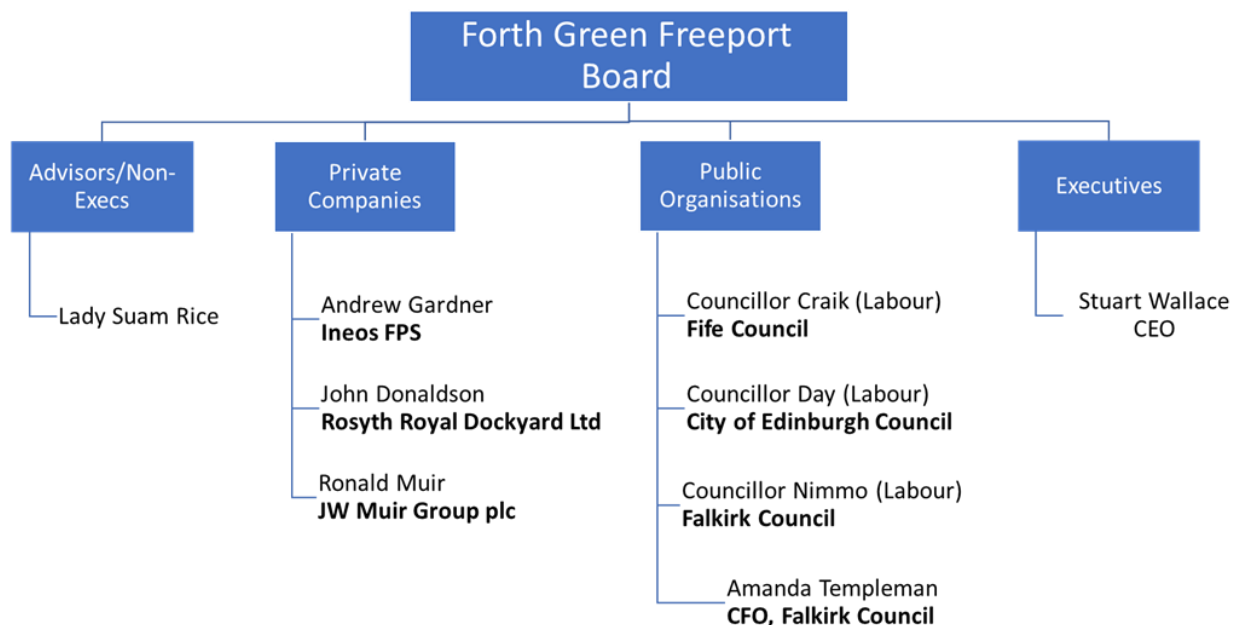 Forth Green Freeport
Board
Advisors/Non-
Execs
Private
Companies
Public
Organisations
Executives
Lady Suam Rice
Andrew Gardner
Ineos FPS
John Donaldson
Rosyth Royal Dockyard Ltd
Ronald Muir
JW Muir Group plc
Councillor Craik (Labour)
Fife Council
Councillor Day (Labour)
City of Edinburgh Council
Councillor Nimmo (Labour)
Falkirk Council
Amanda Templeman
CFO, Falkirk Council
Stuart Wallace
CEO